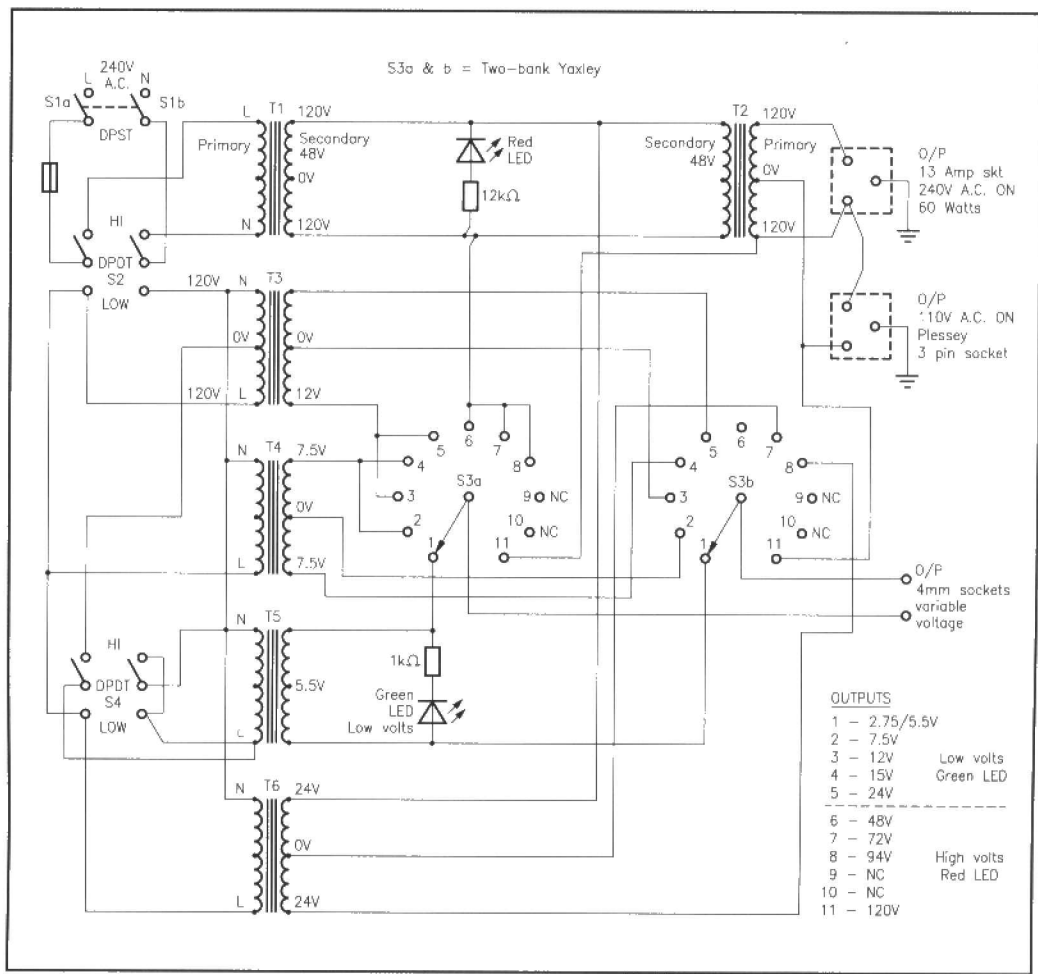 S3a & b = Two-bank Yaxley
240V
A.C.
L
N
S1a
S1b
DPST
HI
DPOT
S2
LOW
L
T1
120V
Primary
Secondary
48V
0V
N
120V
Red
LED
12kΩ
T2
120V
Secondary
48V
Primary
0V
120V
O/P
13 Amp skt
240V A.C. ON
60 Watts
O/P
110V A.C. ON
Plessey
3 pin socket
120V
N
T3
0V
0V
120V
L
12V
N
T4
7.5V
0V
L
7.5V
1
2
3
4
5
6
7
8
9
NC
10
NC
11
S3a
1
2
3
4
5
6
7
8
9
NC
10
NC
11
S3b
O/P
4mm sockets
variable
voltage
HI
DPDT
S4
LOW
N
T5
5.5V
L
1kΩ
Green
LED
Low volts
N
T6
24V
0V
L
24V
OUTPUTS
1 – 2.75/5.5V
2 – 7.5V
3 – 12V Low volts
4 – 15V Green LED
5 – 24V
6 – 48V
7 – 72V
8 – 94V High volts
9 – NC Red LED
10 – NC
11 – 120V